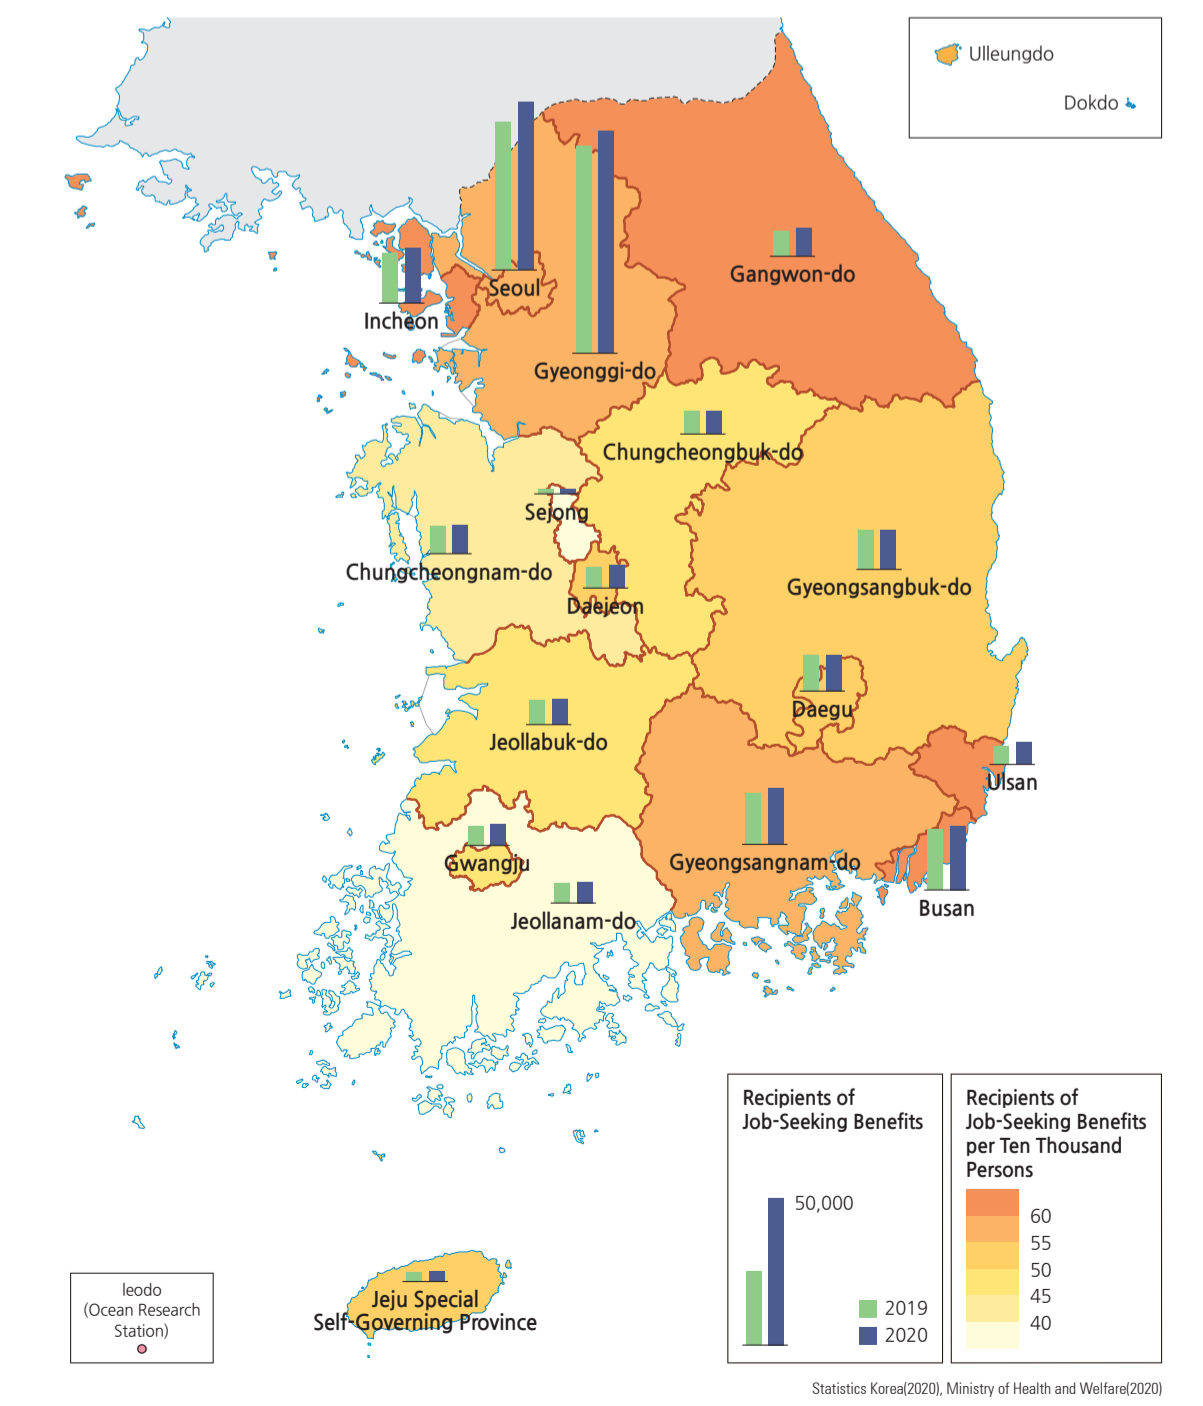 Ulleungdo
Dokdo
Seoul
Gangwon-do
Incheon
Gyeonggi-do
Chungcheongbuk-do
Sejong
Chungcheongnam-do
Gyeongsangbuk-do
Daejeon
Daegu
Jeollabuk-do
Ulsan
Gwangju
Gyeongsangnam-do
Busan
Jeollanam-do
Recipients of
Job-Seeking Benefits
50,000
2019
2020
Recipients of
Job-Seeking Benefits
per Ten Thousand
Persons
60
55
50
45
40
Ieodo
(Ocean Research
Station)
Jeju Special
Self-Governing Province
Statistics Korea(2020), Ministry of Health and Welfare(2020)